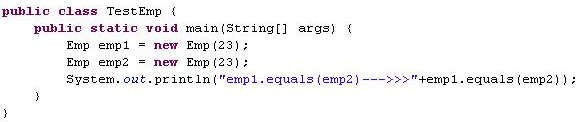 public class TestEmp {
    public static void main(String[] args) {
        Emp emp1 = new Emp(23);
        Emp emp2 = new Emp(23);
        System.out.println("emp1.equals(emp2)--->>>"+emp1.equals(emp2));
    }
}